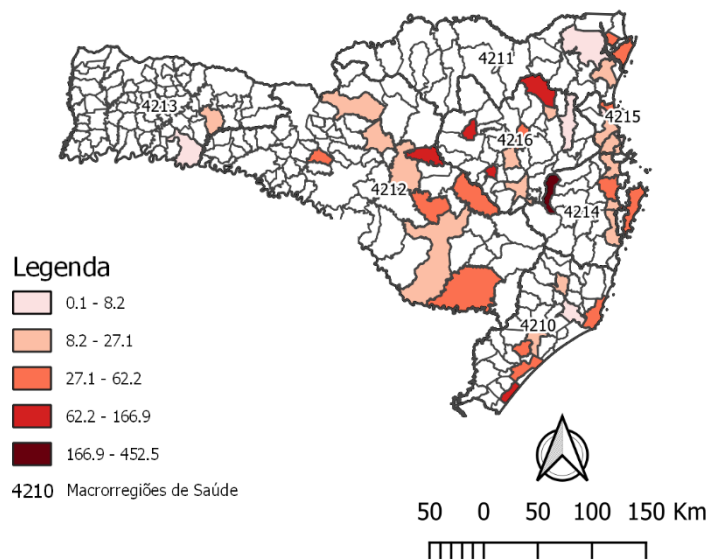 4211
4213
4215
4216
4212
4214
4210
Legenda
0.1 - 8.2
8.2 - 27.1
27.1 - 62.2
62.2 - 166.9
166.9 - 452.5
4210 Macrorregiões de Saúde
50 0 50 100 150 Km